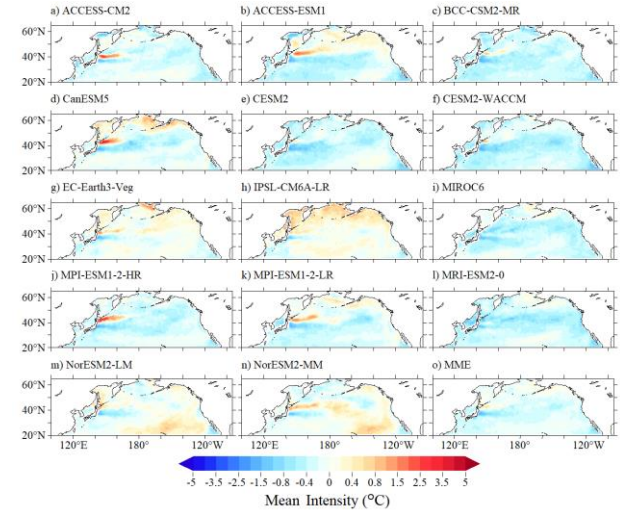 a) ACCESS-CM2 b) ACCESS-ESM1 c) BCC-CSM2-MR
60°N
40°N
20°N
d) CanESM5 e) CESM2 f) CESM2-WACCM
60°N
40°N
20°N
g) EC-Earth3-Veg h) IPSL-CM6A-LR i) MIROC6
60°N
40°N
20°N
j) MPI-ESM1-2-HR k) MPI-ESM1-2-LR l) MRI-ESM2-0
60°N
40°N
20°N
m) NorESM2-LM n) NorESM2-MM o) MME
60°N
40°N
20°N
120°E 180° 120°W 120°E 180° 120°W 120°E 180° 120°W
-5 -3.5 -2.5 -1.5 -0.8 -0.4 0 0.4 0.8 1.5 2.5 3.5 5
Mean Intensity (°C)